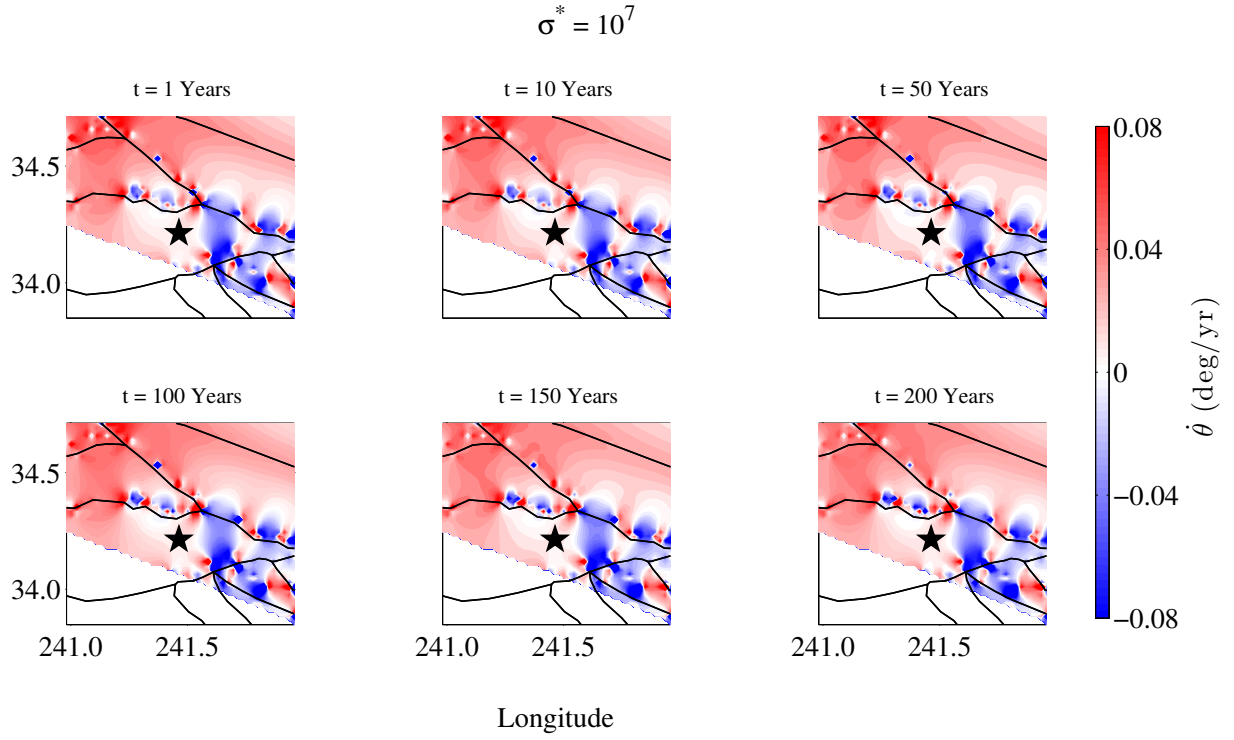 σ* = 10⁷
t = 1 Years
t = 10 Years
t = 50 Years
34.5
34.0
t = 100 Years
t = 150 Years
t = 200 Years
34.5
34.0
241.0 241.5
241.0 241.5
241.0 241.5
Longitude
0.08
0.04
0
−0.04
−0.08
θ̇ (deg/yr)